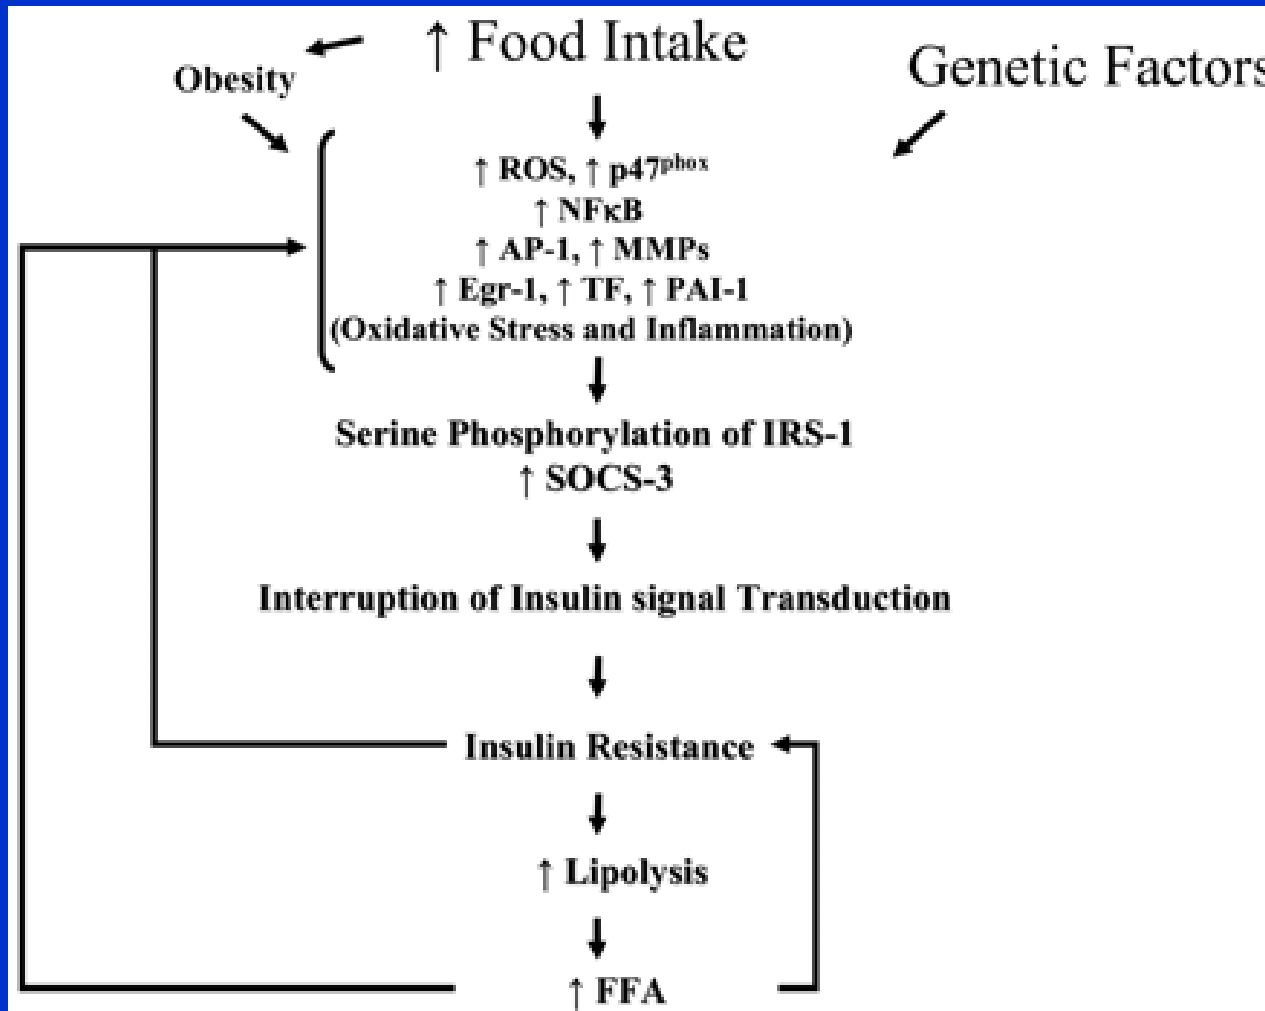 ↑ Food Intake
Genetic Factors
Obesity
↑ ROS, ↑ p47phox
↑ NFκB
↑ AP-1, ↑ MMPs
↑ Egr-1, ↑ TF, ↑ PAI-1
(Oxidative Stress and Inflammation)
Serine Phosphorylation of IRS-1
↑ SOCS-3
Interruption of Insulin signal Transduction
Insulin Resistance
↑ Lipolysis
↑ FFA